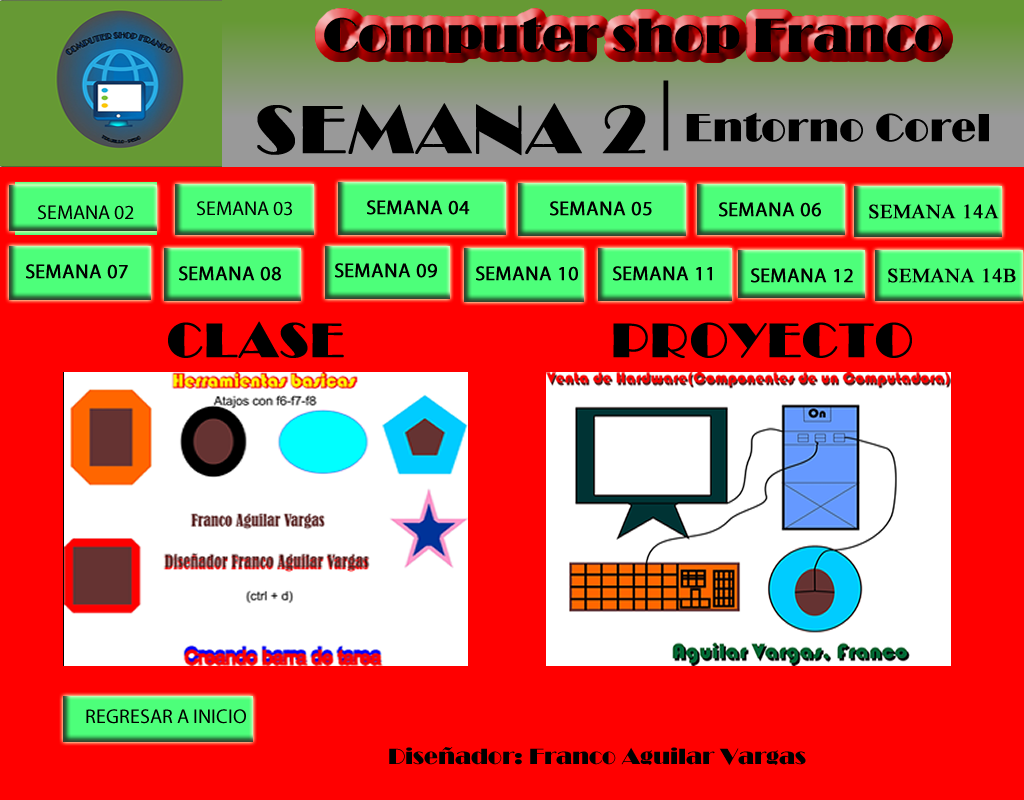 COMPUTER SHOP FRANCO
Computer shop Franco
SEMANA 2
Entorno Corel
SEMANA 02
SEMANA 03
SEMANA 04
SEMANA 05
SEMANA 06
SEMANA 14A
SEMANA 07
SEMANA 08
SEMANA 09
SEMANA 10
SEMANA 11
SEMANA 12
SEMANA 14B
CLASE
PROYECTO
Herramientas basicas
Atajos con f6-f7-f8
Franco Aguilar Vargas
Diseñador Franco Aguilar Vargas
(ctrl + d)
Creando barra de tarea
Venta de Hardware(Componentes de un Computadora)
On
Aguilar Vargas, Franco
REGRESAR A INICIO
Diseñador: Franco Aguilar Vargas